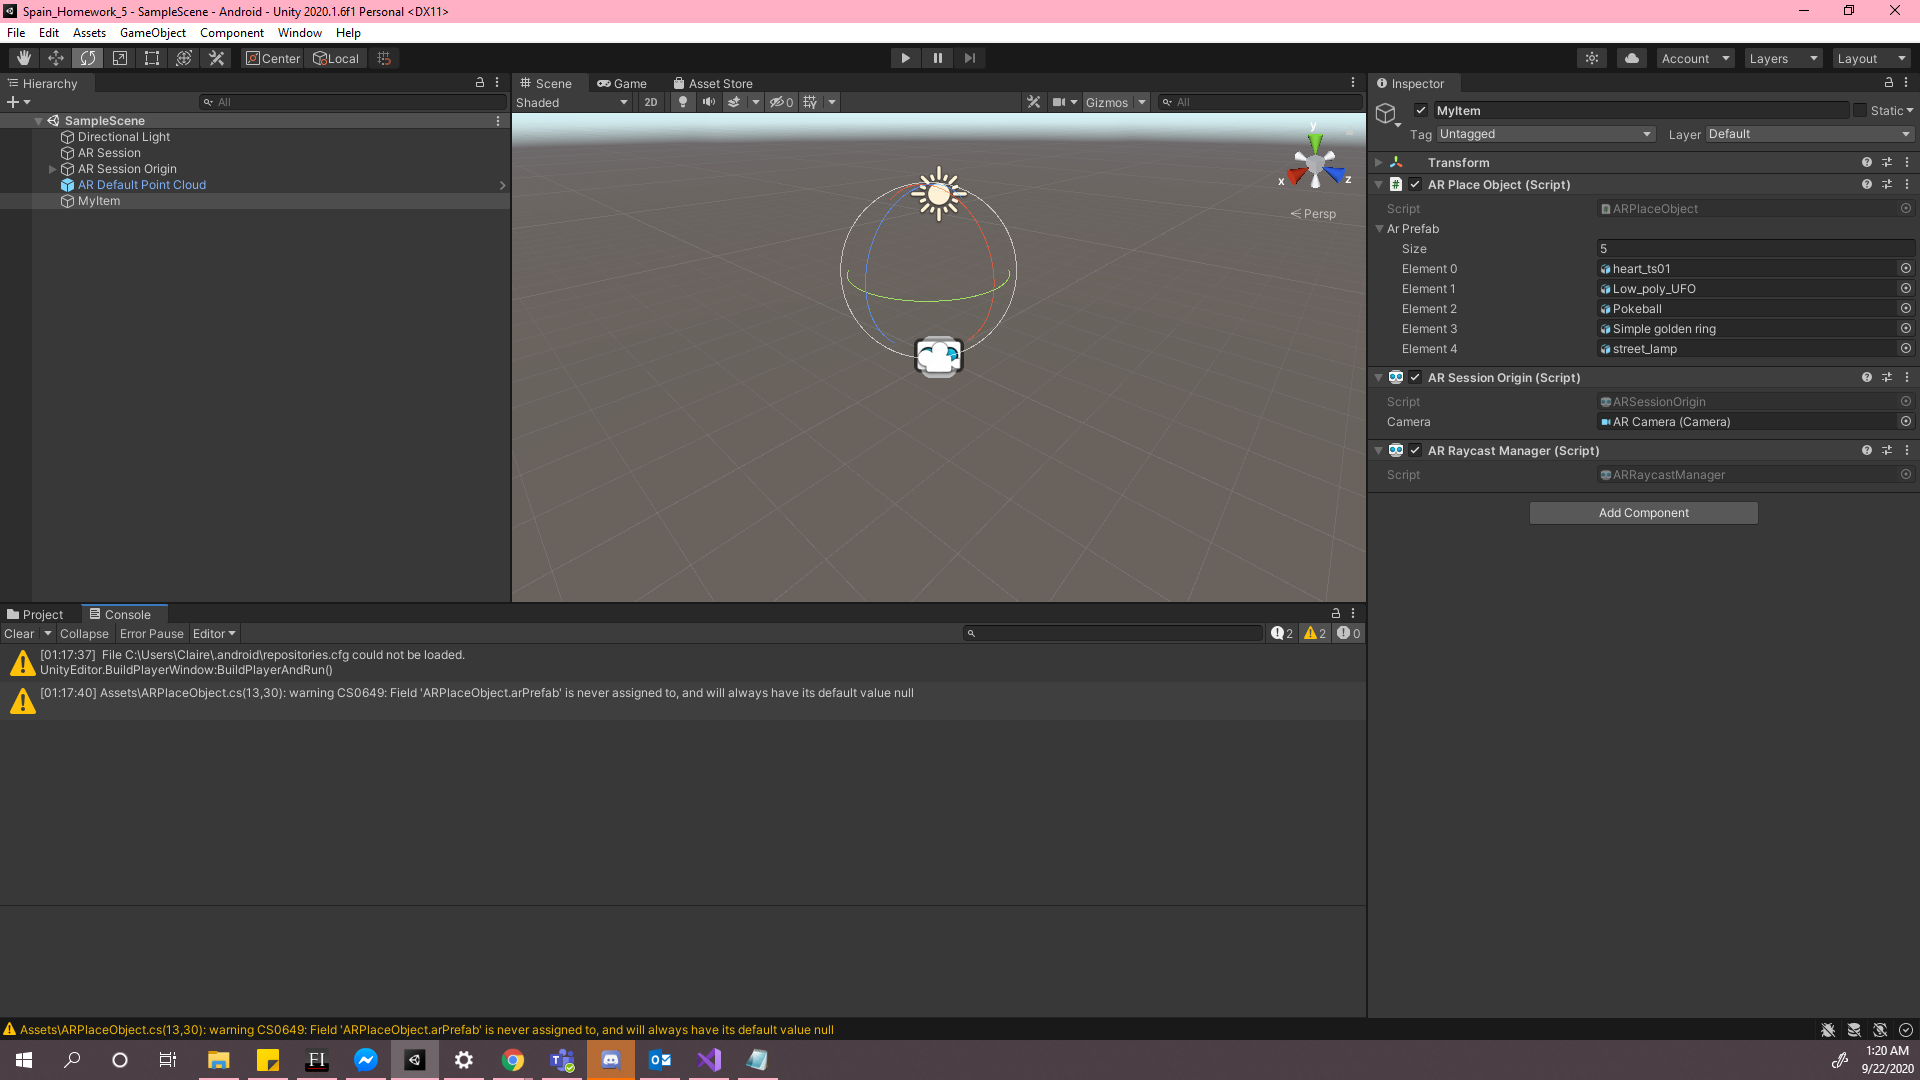 Spain_Homework_5 - SampleScene - Android - Unity 2020.1.6f1 Personal <DX11>
File Edit Assets GameObject Component Window Help
Center Local Account Layers Layout
Hierarchy
All
SampleScene
Directional Light
AR Session
AR Session Origin
AR Default Point Cloud
MyItem
Scene Game Asset Store
Shaded 2D 0 Gizmos All
y
x z
Persp
Inspector
MyItem Static
Tag Untagged Layer Default
Transform
AR Place Object (Script)
Script ARPlaceObject
Ar Prefab
Size 5
Element 0 heart_ts01
Element 1 Low_poly_UFO
Element 2 Pokeball
Element 3 Simple golden ring
Element 4 street_lamp
AR Session Origin (Script)
Script ARSessionOrigin
Camera AR Camera (Camera)
AR Raycast Manager (Script)
Script ARRaycastManager
Add Component
Project Console
Clear Collapse Error Pause Editor 2 2 0
[01:17:37] File C:\Users\Claire\.android\repositories.cfg could not be loaded.
UnityEditor.BuildPlayerWindow:BuildPlayerAndRun()
[01:17:40] Assets\ARPlaceObject.cs(13,30): warning CS0649: Field 'ARPlaceObject.arPrefab' is never assigned to, and will always have its default value null
Assets\ARPlaceObject.cs(13,30): warning CS0649: Field 'ARPlaceObject.arPrefab' is never assigned to, and will always have its default value null
1:20 AM
9/22/2020